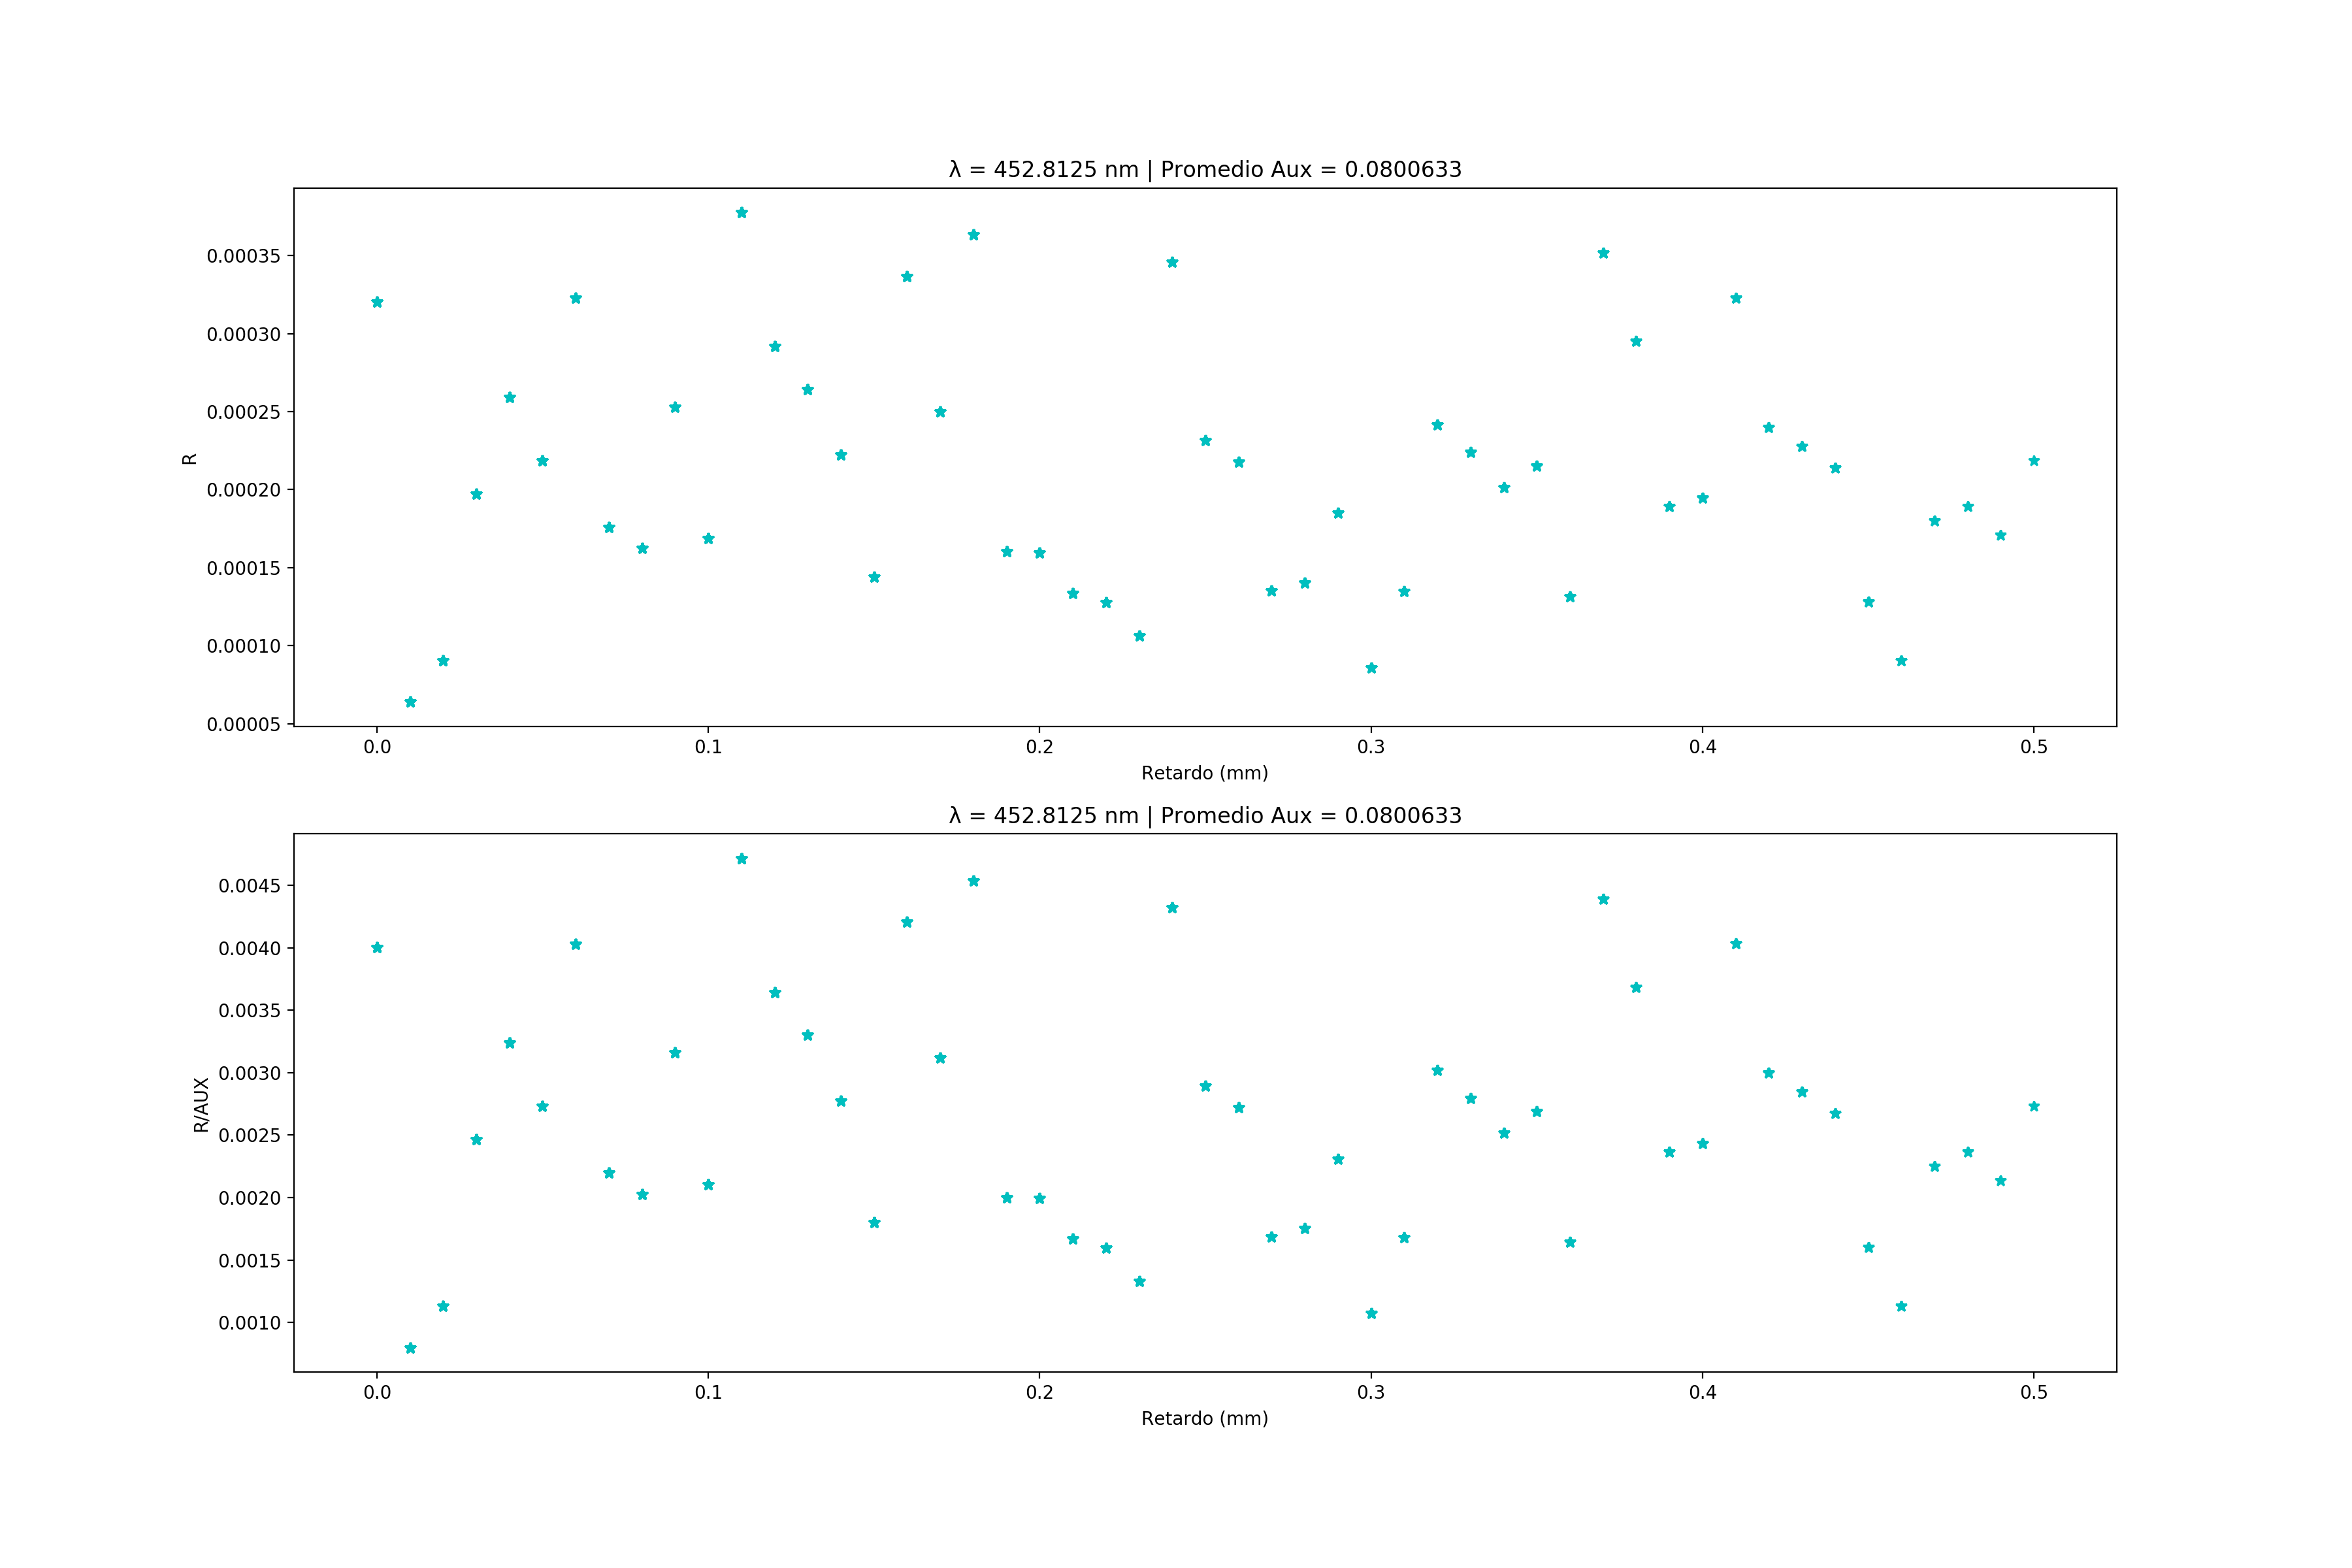 λ = 452.8125 nm | Promedio Aux = 0.0800633
0.00035
0.00030
0.00025
0.00020
0.00015
0.00010
0.00005
R
0.0 0.1 0.2 0.3 0.4 0.5
Retardo (mm)
λ = 452.8125 nm | Promedio Aux = 0.0800633
0.0045
0.0040
0.0035
0.0030
0.0025
0.0020
0.0015
0.0010
R/AUX
0.0 0.1 0.2 0.3 0.4 0.5
Retardo (mm)